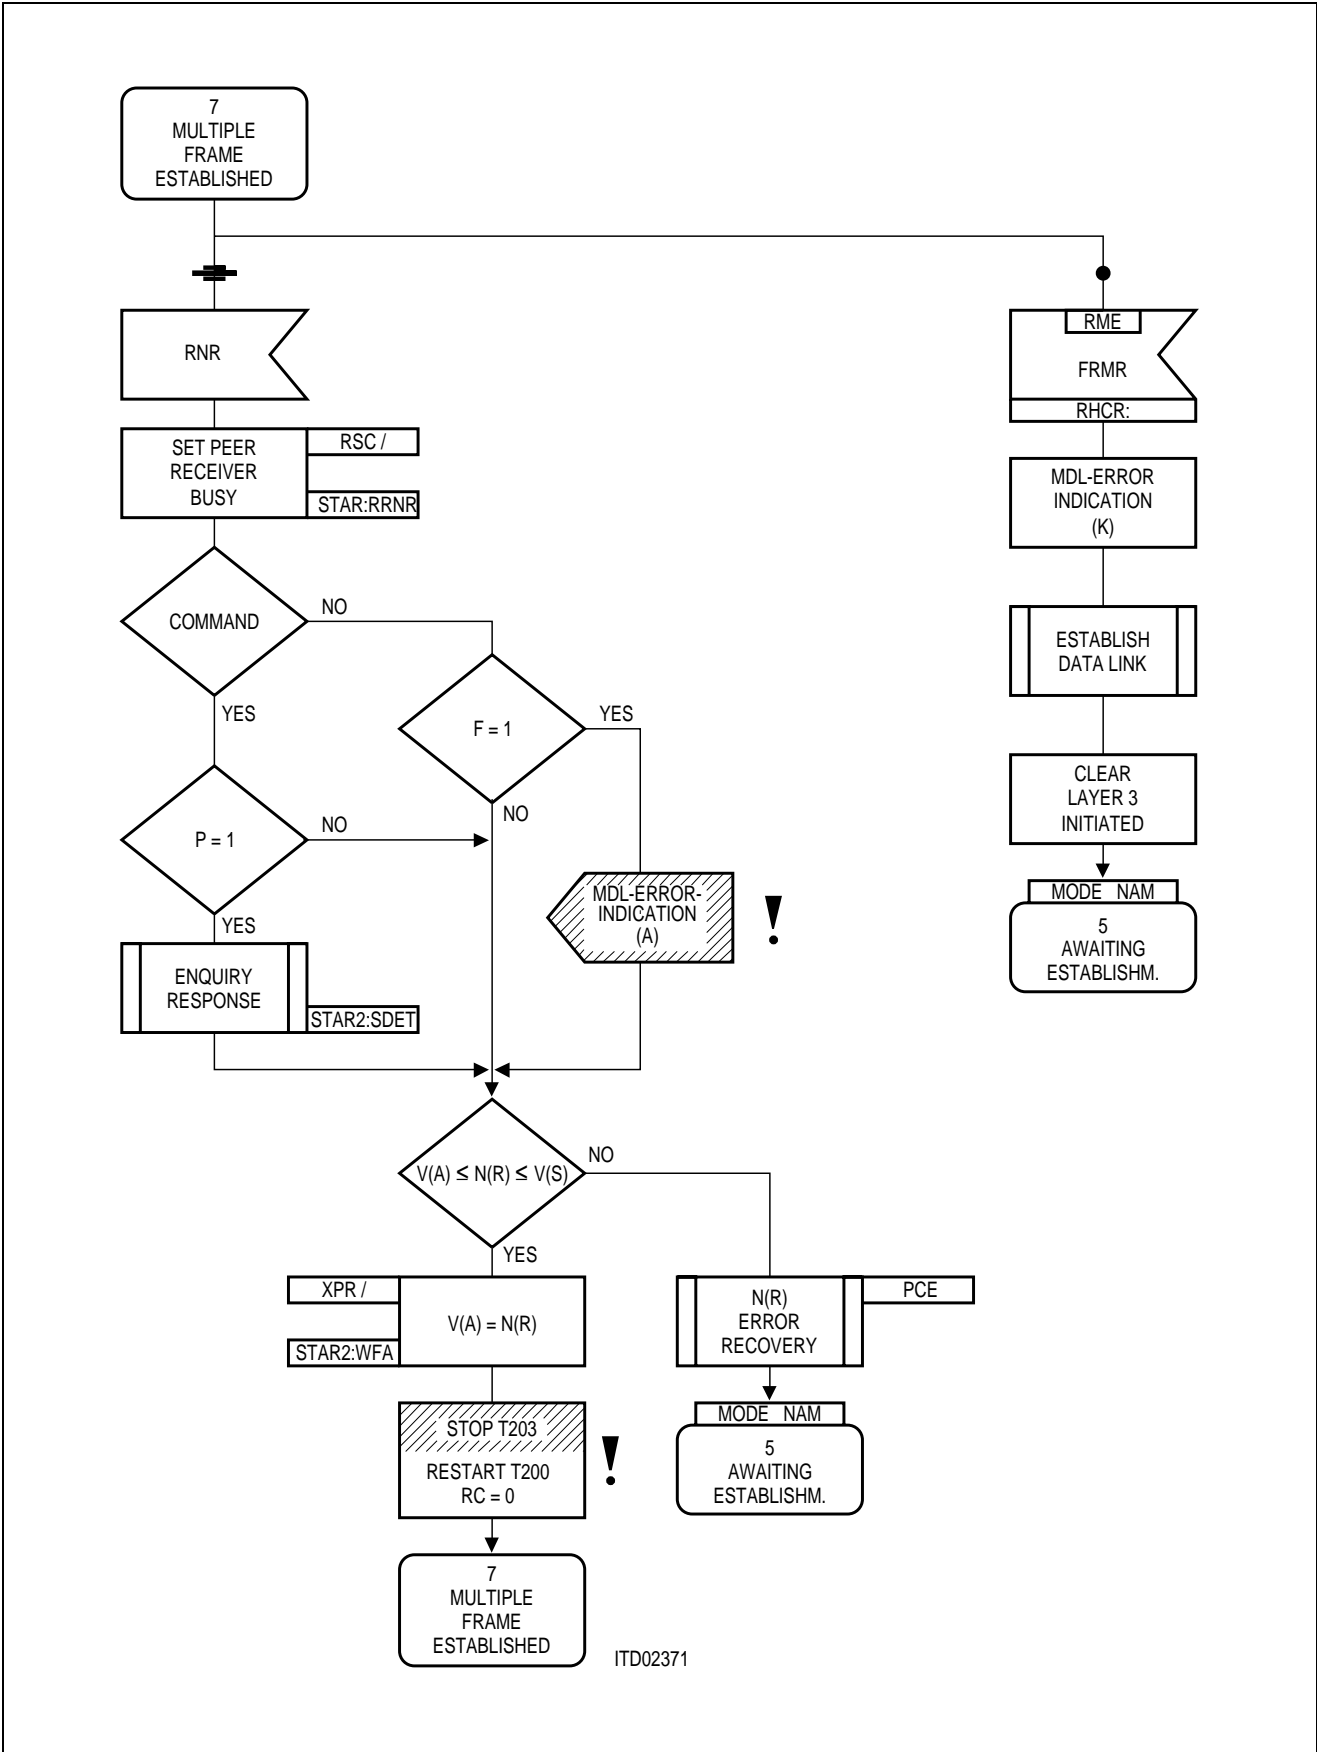 7
MULTIPLE
FRAME
ESTABLISHED
RNR
RME
FRMR
RHCR:
SET PEER
RECEIVER
BUSY
RSC /
STAR:RRNR
MDL-ERROR
INDICATION
(K)
COMMAND
NO
YES
ESTABLISH
DATA LINK
F = 1
YES
NO
P = 1
NO
YES
CLEAR
LAYER 3
INITIATED
MDL-ERROR-
INDICATION
(A)
!
MODE NAM
5
AWAITING
ESTABLISHM.
ENQUIRY
RESPONSE
STAR2:SDET
V(A) ≤ N(R) ≤ V(S)
NO
YES
XPR /
V(A) = N(R)
STAR2:WFA
N(R)
ERROR
RECOVERY
PCE
STOP T203
RESTART T200
RC = 0
!
MODE NAM
5
AWAITING
ESTABLISHM.
7
MULTIPLE
FRAME
ESTABLISHED
ITD02371